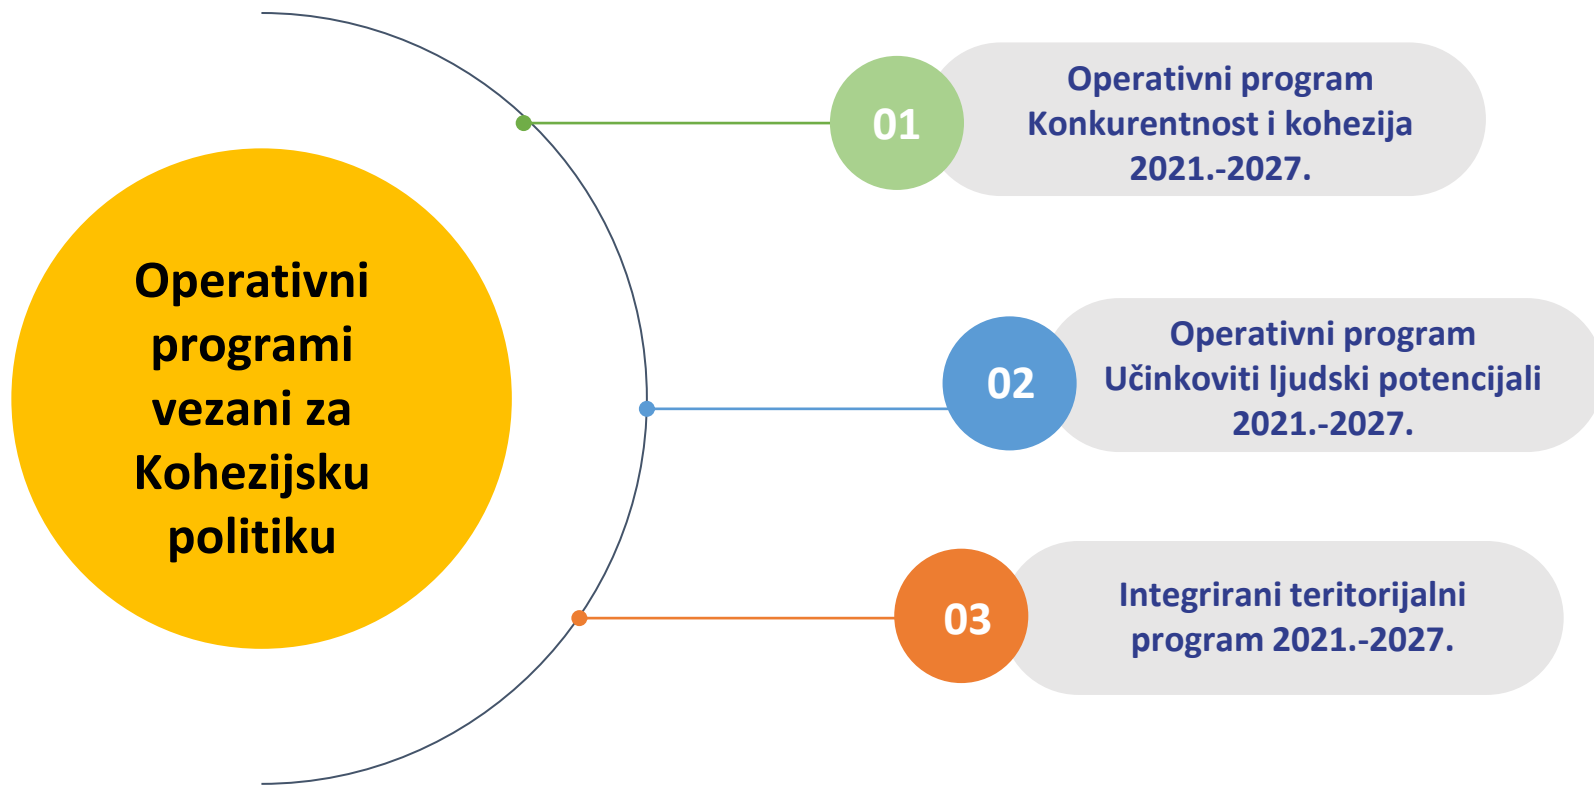 Operativni
programi
vezani za
Kohezijsku
politiku
01
Operativni program
Konkurentnost i kohezija
2021.-2027.
02
Operativni program
Učinkoviti ljudski potencijali
2021.-2027.
03
Integrirani teritorijalni
program 2021.-2027.